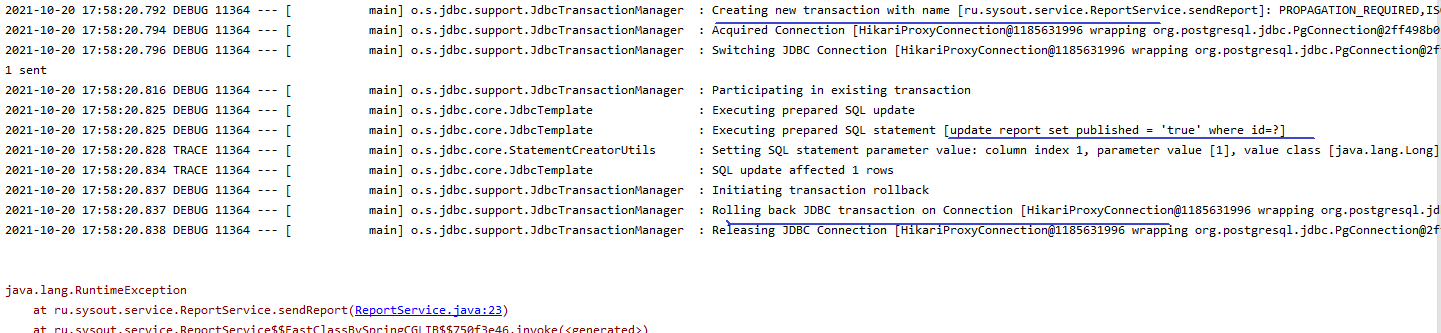 2021-10-20 17:58:20.792 DEBUG 11364 --- [           main] o.s.jdbc.support.JdbcTransactionManager  : Creating new transaction with name [ru.sysout.service.ReportService.sendReport]: PROPAGATION_REQUIRED,IS
2021-10-20 17:58:20.794 DEBUG 11364 --- [           main] o.s.jdbc.support.JdbcTransactionManager  : Acquired Connection [HikariProxyConnection@1185631996 wrapping org.postgresql.jdbc.PgConnection@2ff498b0
2021-10-20 17:58:20.796 DEBUG 11364 --- [           main] o.s.jdbc.support.JdbcTransactionManager  : Switching JDBC Connection [HikariProxyConnection@1185631996 wrapping org.postgresql.jdbc.PgConnection@2f
1 sent
2021-10-20 17:58:20.816 DEBUG 11364 --- [           main] o.s.jdbc.support.JdbcTransactionManager  : Participating in existing transaction
2021-10-20 17:58:20.825 DEBUG 11364 --- [           main] o.s.jdbc.core.JdbcTemplate               : Executing prepared SQL update
2021-10-20 17:58:20.825 DEBUG 11364 --- [           main] o.s.jdbc.core.JdbcTemplate               : Executing prepared SQL statement [update report set published = 'true' where id=?]
2021-10-20 17:58:20.828 TRACE 11364 --- [           main] o.s.jdbc.core.StatementCreatorUtils      : Setting SQL statement parameter value: column index 1, parameter value [1], value class [java.lang.Long]
2021-10-20 17:58:20.834 TRACE 11364 --- [           main] o.s.jdbc.core.JdbcTemplate               : SQL update affected 1 rows
2021-10-20 17:58:20.837 DEBUG 11364 --- [           main] o.s.jdbc.support.JdbcTransactionManager  : Initiating transaction rollback
2021-10-20 17:58:20.837 DEBUG 11364 --- [           main] o.s.jdbc.support.JdbcTransactionManager  : Rolling back JDBC transaction on Connection [HikariProxyConnection@1185631996 wrapping org.postgresql.jd
2021-10-20 17:58:20.838 DEBUG 11364 --- [           main] o.s.jdbc.support.JdbcTransactionManager  : Releasing JDBC Connection [HikariProxyConnection@1185631996 wrapping org.postgresql.jdbc.PgConnection@2f
java.lang.RuntimeException
at ru.sysout.service.ReportService.sendReport(ReportService.java:23)
at ru.sysout.service.ReportService$$FastClassBySpringCGLIB$$750f3e46.invoke(<generated>)